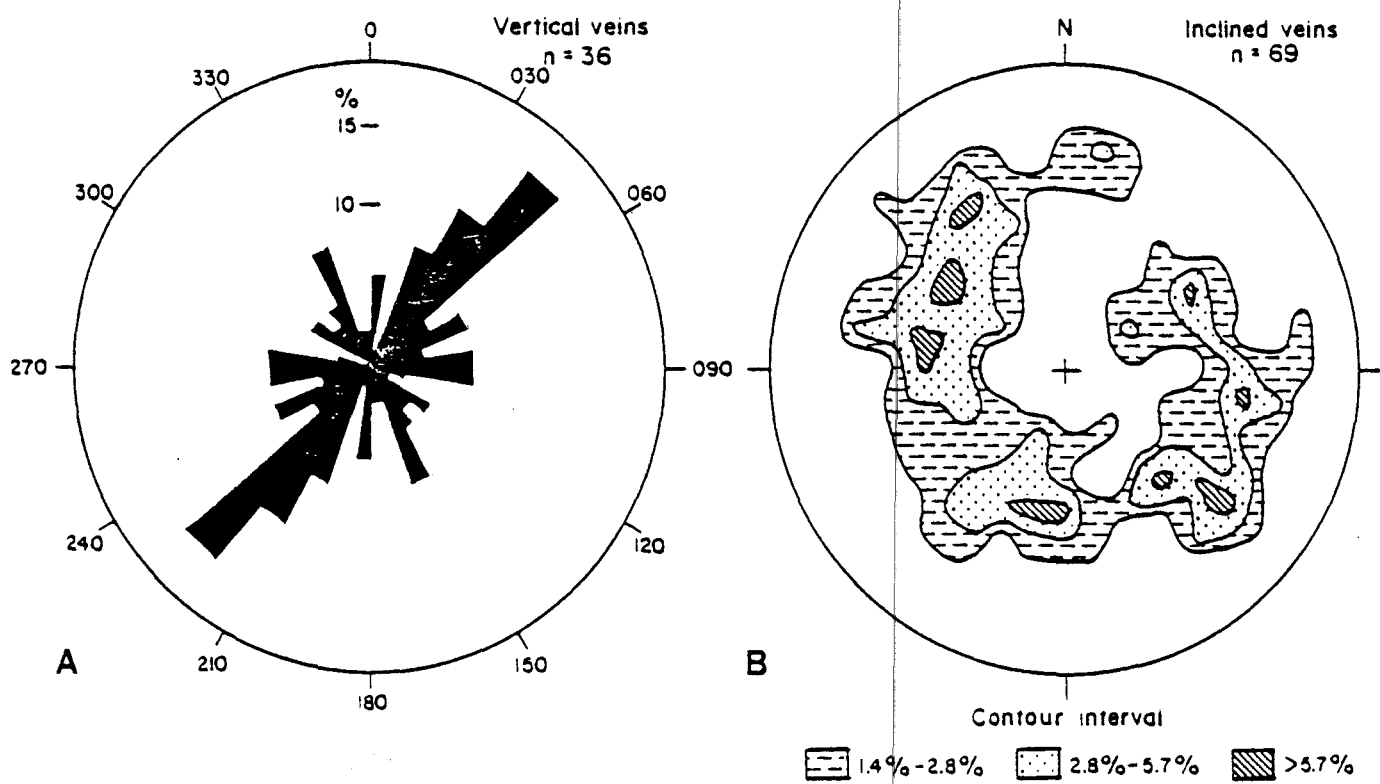 Vertical veins
n = 36
0
030
060
090
120
150
180
210
240
270
300
330
%
15
10
A
Inclined veins
n = 69
N
B
Contour interval
1.4%-2.8%
2.8%-5.7%
>5.7%